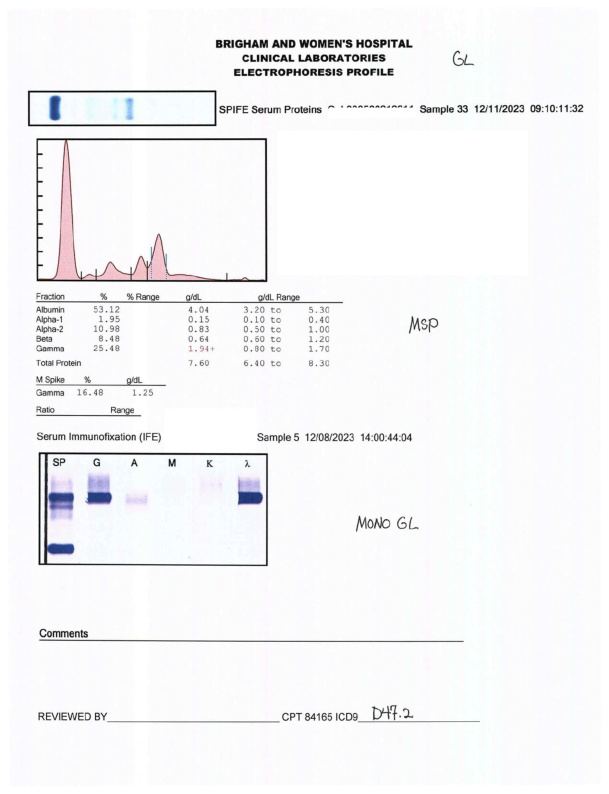 BRIGHAM AND WOMEN'S HOSPITAL
CLINICAL LABORATORIES
ELECTROPHORESIS PROFILE
GL
SPIFE Serum Proteins Sample 33 12/11/2023 09:10:11:32
Fraction % % Range g/dL g/dL Range
Albumin 53.12 4.04 3.20 to 5.30
Alpha-1 1.95 0.15 0.10 to 0.40
Alpha-2 10.98 0.83 0.50 to 1.00
Beta 8.48 0.64 0.60 to 1.20
Gamma 25.48 1.94+ 0.80 to 1.70
Total Protein 7.60 6.40 to 8.30
MSP
M Spike % g/dL
Gamma 16.48 1.25
Ratio Range
Serum Immunofixation (IFE) Sample 5 12/08/2023 14:00:44:04
SP G A M K λ
MONO GL
Comments
REVIEWED BY CPT 84165 ICD9 D47.2